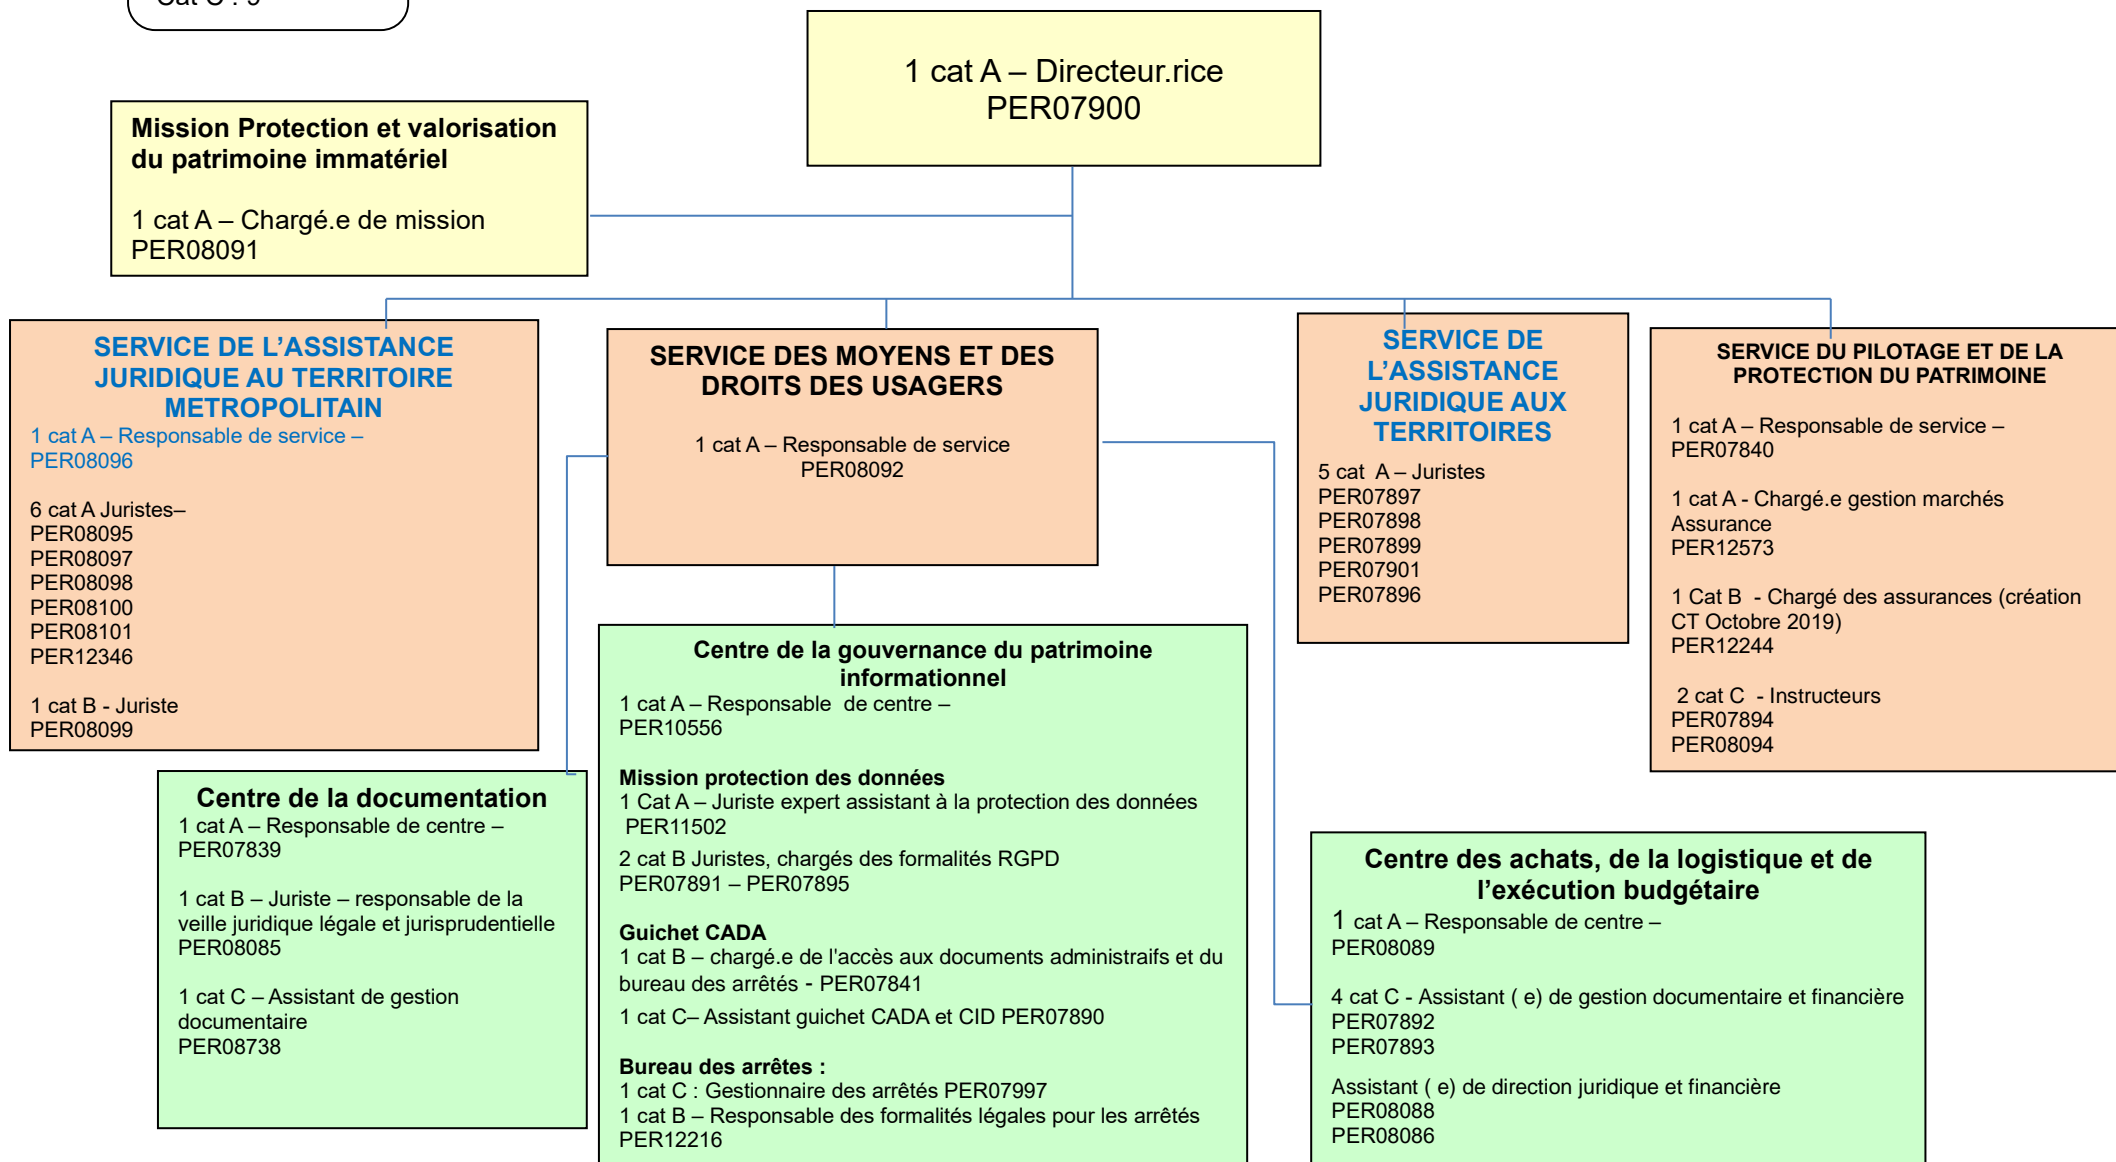 Cat C : 9
1 cat A – Directeur.rice
PER07900
Mission Protection et valorisation
du patrimoine immatériel
1 cat A – Chargé.e de mission
PER08091
SERVICE DE L’ASSISTANCE
JURIDIQUE AU TERRITOIRE
METROPOLITAIN
1 cat A – Responsable de service –
PER08096
6 cat A Juristes–
PER08095
PER08097
PER08098
PER08100
PER08101
PER12346
1 cat B - Juriste
PER08099
SERVICE DES MOYENS ET DES
DROITS DES USAGERS
1 cat A – Responsable de service
PER08092
SERVICE DE
L’ASSISTANCE
JURIDIQUE AUX
TERRITOIRES
5 cat  A – Juristes
PER07897
PER07898
PER07899
PER07901
PER07896
SERVICE DU PILOTAGE ET DE LA
PROTECTION DU PATRIMOINE
1 cat A – Responsable de service –
PER07840
1 cat A - Chargé.e gestion marchés
Assurance
PER12573
1 Cat B  - Chargé des assurances (création
CT Octobre 2019)
PER12244
2 cat C  - Instructeurs
PER07894
PER08094
Centre de la documentation
1 cat A – Responsable de centre –
PER07839
1 cat B – Juriste – responsable de la
veille juridique légale et jurisprudentielle
PER08085
1 cat C – Assistant de gestion
documentaire
PER08738
Centre de la gouvernance du patrimoine
informationnel
1 cat A – Responsable  de centre –
PER10556
Mission protection des données
1 Cat A – Juriste expert assistant à la protection des données
PER11502
2 cat B Juristes, chargés des formalités RGPD
PER07891 – PER07895
Guichet CADA
1 cat B – chargé.e de l'accès aux documents administraifs et du
bureau des arrêtés - PER07841
1 cat C– Assistant guichet CADA et CID PER07890
Bureau des arrêtes :
1 cat C : Gestionnaire des arrêtés PER07997
1 cat B – Responsable des formalités légales pour les arrêtés
PER12216
Centre des achats, de la logistique et de
l’exécution budgétaire
1 cat A – Responsable de centre –
PER08089
4 cat C - Assistant ( e) de gestion documentaire et financière
PER07892
PER07893
Assistant ( e) de direction juridique et financière
PER08088
PER08086